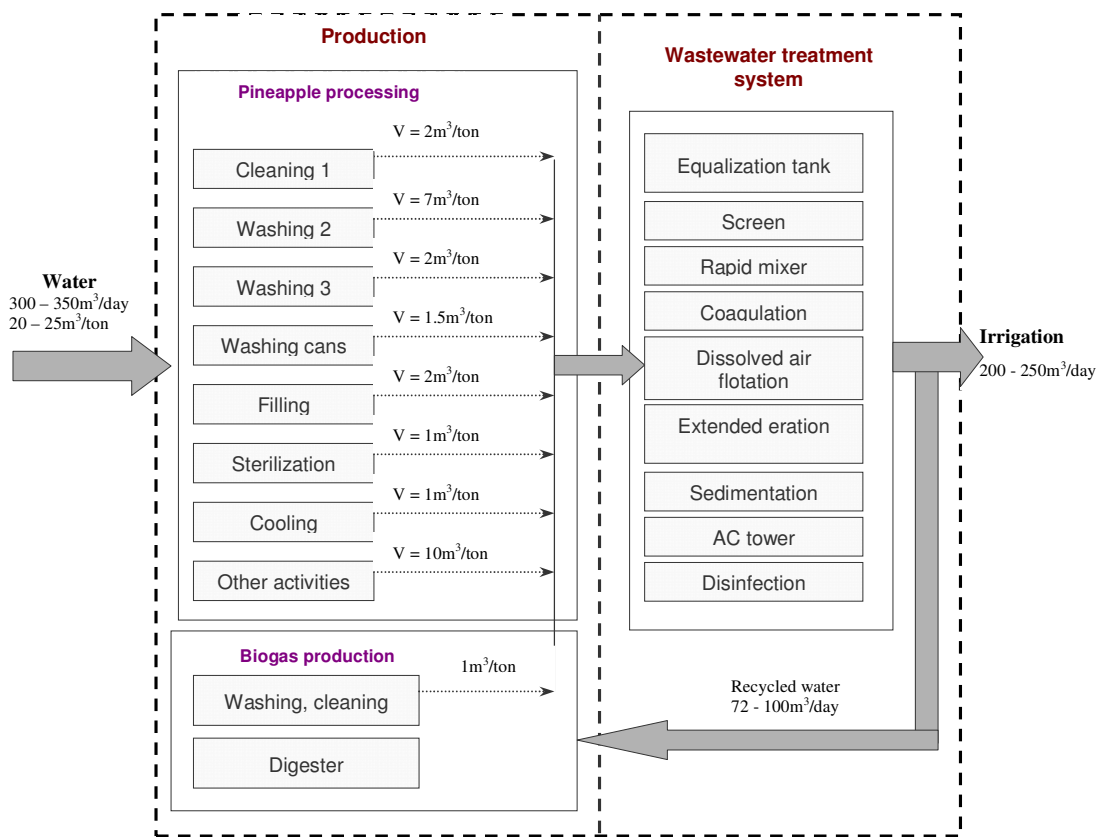 Production
Wastewater treatment
system
Pineapple processing
V = 2m³/ton
Cleaning 1
V = 7m³/ton
Washing 2
V = 2m³/ton
Washing 3
V = 1.5m³/ton
Washing cans
V = 2m³/ton
Filling
V = 1m³/ton
Sterilization
V = 1m³/ton
Cooling
V = 10m³/ton
Other activities
Water
300 – 350m³/day
20 – 25m³/ton
Biogas production
1m³/ton
Washing, cleaning
Digester
Equalization tank
Screen
Rapid mixer
Coagulation
Dissolved air
flotation
Extended eration
Sedimentation
AC tower
Disinfection
Irrigation
200 - 250m³/day
Recycled water
72 - 100m³/day